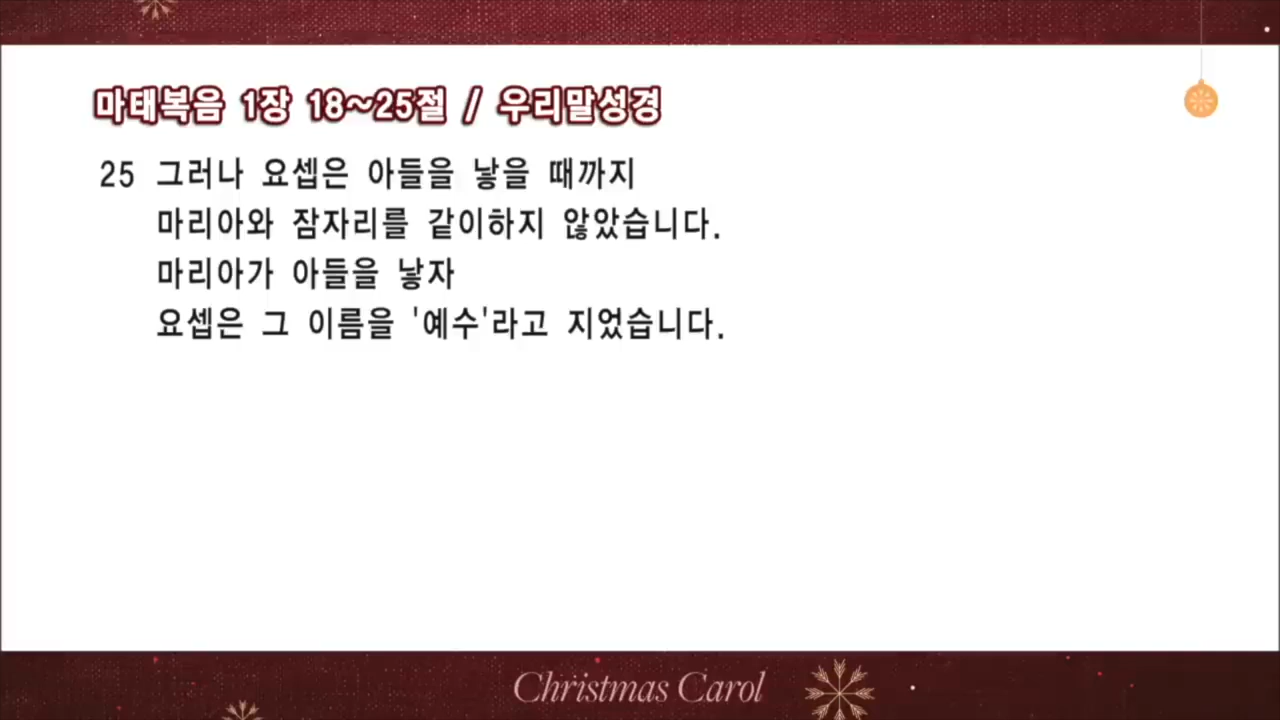 마태복음 1장 18~25절 / 우리말성경
25 그러나 요셉은 아들을 낳을 때까지
마리아와 잠자리를 같이하지 않았습니다.
마리아가 아들을 낳자
요셉은 그 이름을 '예수'라고 지었습니다.
Christmas Carol